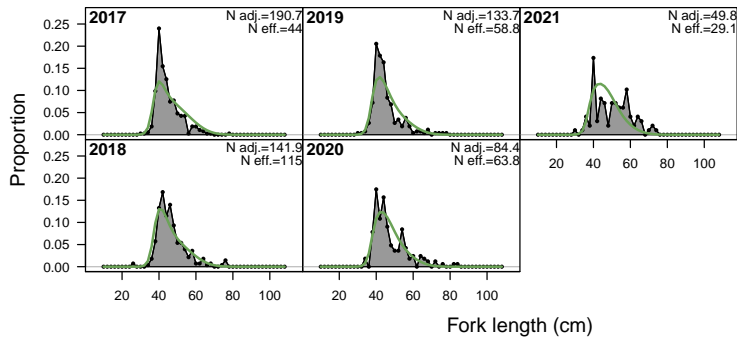 2017
N adj.=190.7
N eff.=44
2019
N adj.=133.7
N eff.=58.8
2021
N adj.=49.8
N eff.=29.1
0.25
0.20
0.15
0.10
0.05
0.00
2018
N adj.=141.9
N eff.=115
2020
N adj.=84.4
N eff.=63.8
0.25
0.20
0.15
0.10
0.05
0.00
Proportion
20 40 60 80 100
20 40 60 80 100
20 40 60 80 100
Fork length (cm)